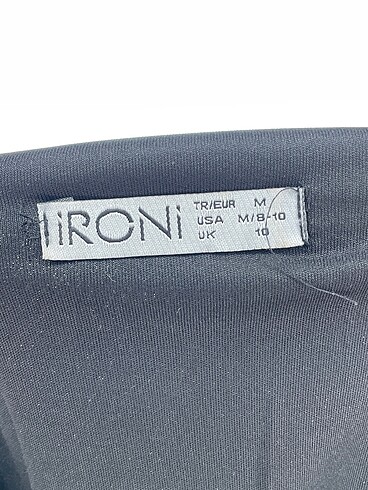 iRONi
TR/EUR M
USA M/8-10
UK 10